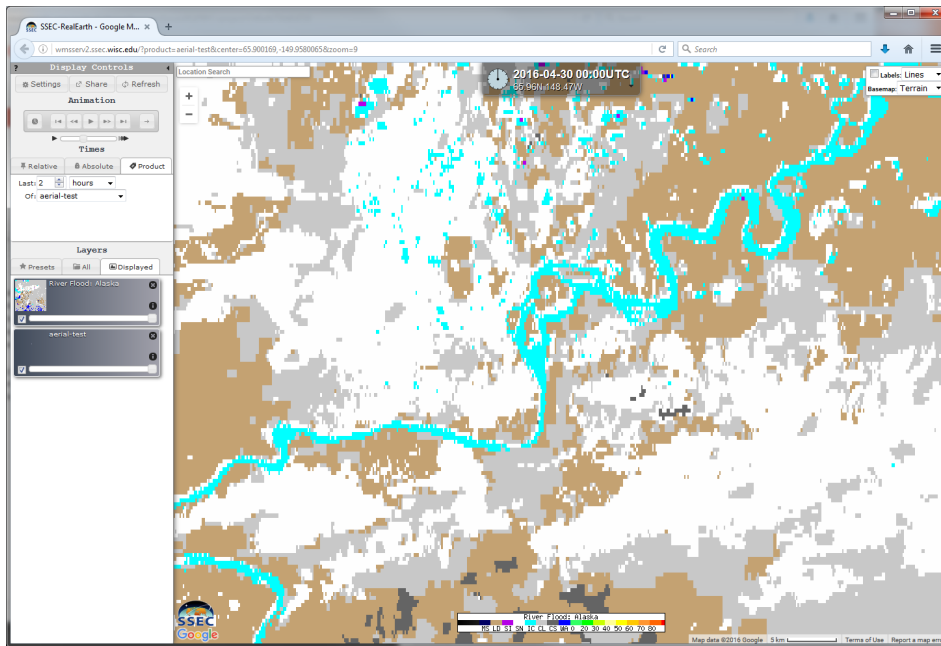 SSEC-RealEarth - Google M... × +
wmsserv2.ssec.wisc.edu/?product=aerial-test&center=65.900169,-149.9580065&zoom=9
Search
? Display Controls
Settings Share Refresh
Animation
Times
Relative Absolute Product
Last: 2 hours
Of: aerial-test
Layers
Presets All Displayed
River Flood: Alaska
aerial-test
Location Search
+
−
2016-04-30 00:00UTC
65.96N 148.47W
Labels: Lines
Basemap: Terrain
SSEC
Google
River Flood: Alaska
MS LD SI SN IC CL CS WA 0 20 30 40 50 60 70 80
Map data ©2016 Google 5 km Terms of Use Report a map err